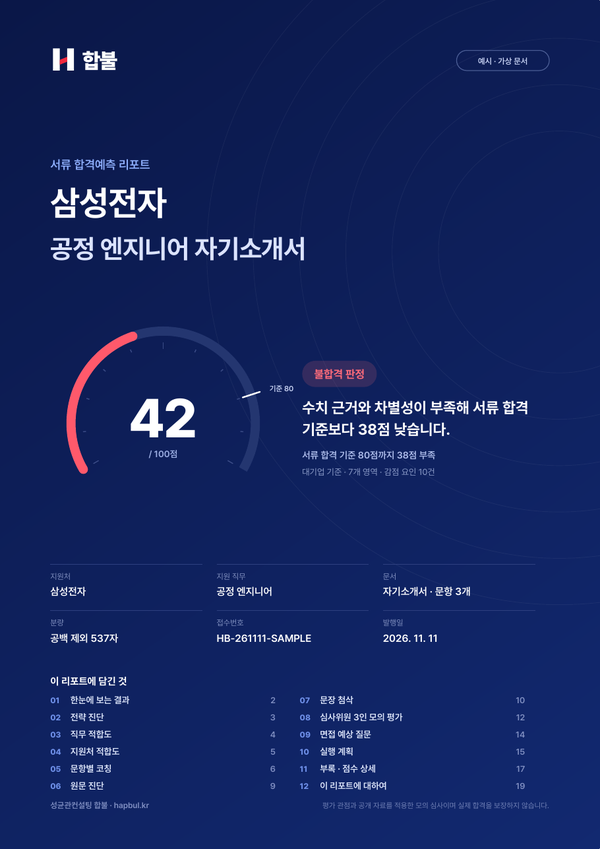 합불
예시 · 가상 문서
서류 합격예측 리포트
삼성전자
공정 엔지니어 자기소개서
42
/ 100점
기준 80
불합격 판정
수치 근거와 차별성이 부족해 서류 합격
기준보다 38점 낮습니다.
서류 합격 기준 80점까지 38점 부족
대기업 기준 · 7개 영역 · 감점 요인 10건
지원처
삼성전자
지원 직무
공정 엔지니어
문서
자기소개서 · 문항 3개
분량
공백 제외 537자
접수번호
HB-261111-SAMPLE
발행일
2026. 11. 11
이 리포트에 담긴 것
01 한눈에 보는 결과 2
02 전략 진단 3
03 직무 적합도 4
04 지원처 적합도 5
05 문항별 코칭 6
06 원문 진단 9
07 문장 첨삭 10
08 심사위원 3인 모의 평가 12
09 면접 예상 질문 14
10 실행 계획 15
11 부록 · 점수 상세 17
12 이 리포트에 대하여 19
성균관컨설팅 합불 · hapbul.kr
평가 관점과 공개 자료를 적용한 모의 심사이며 실제 합격을 보장하지 않습니다.